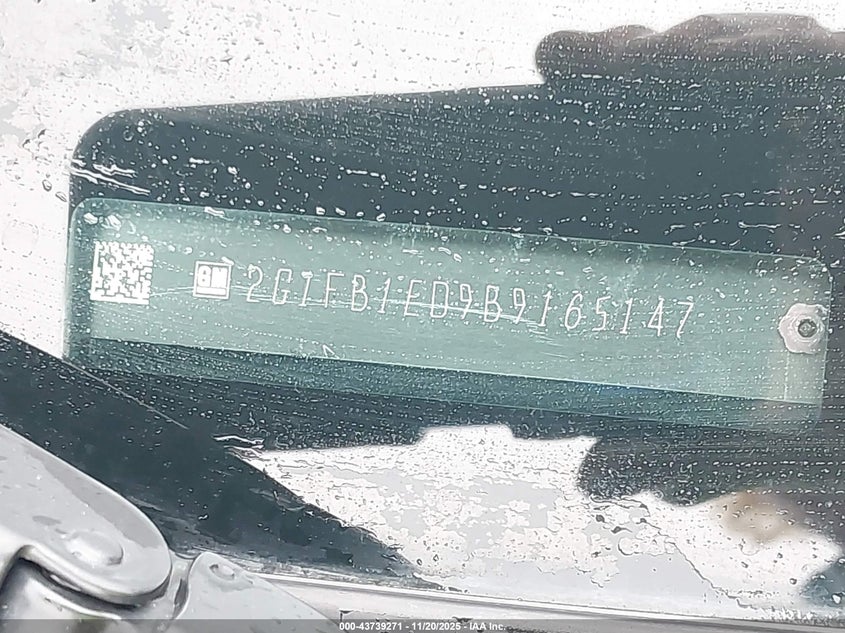 GM 2G1FB1ED9B9165147
000-43739271 - 11/20/2025 - IAA Inc.